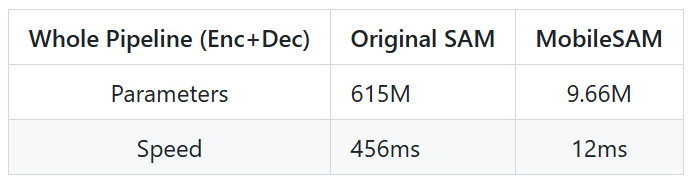 Whole Pipeline (Enc+Dec) Original SAM MobileSAM
Parameters 615M 9.66M
Speed 456ms 12ms